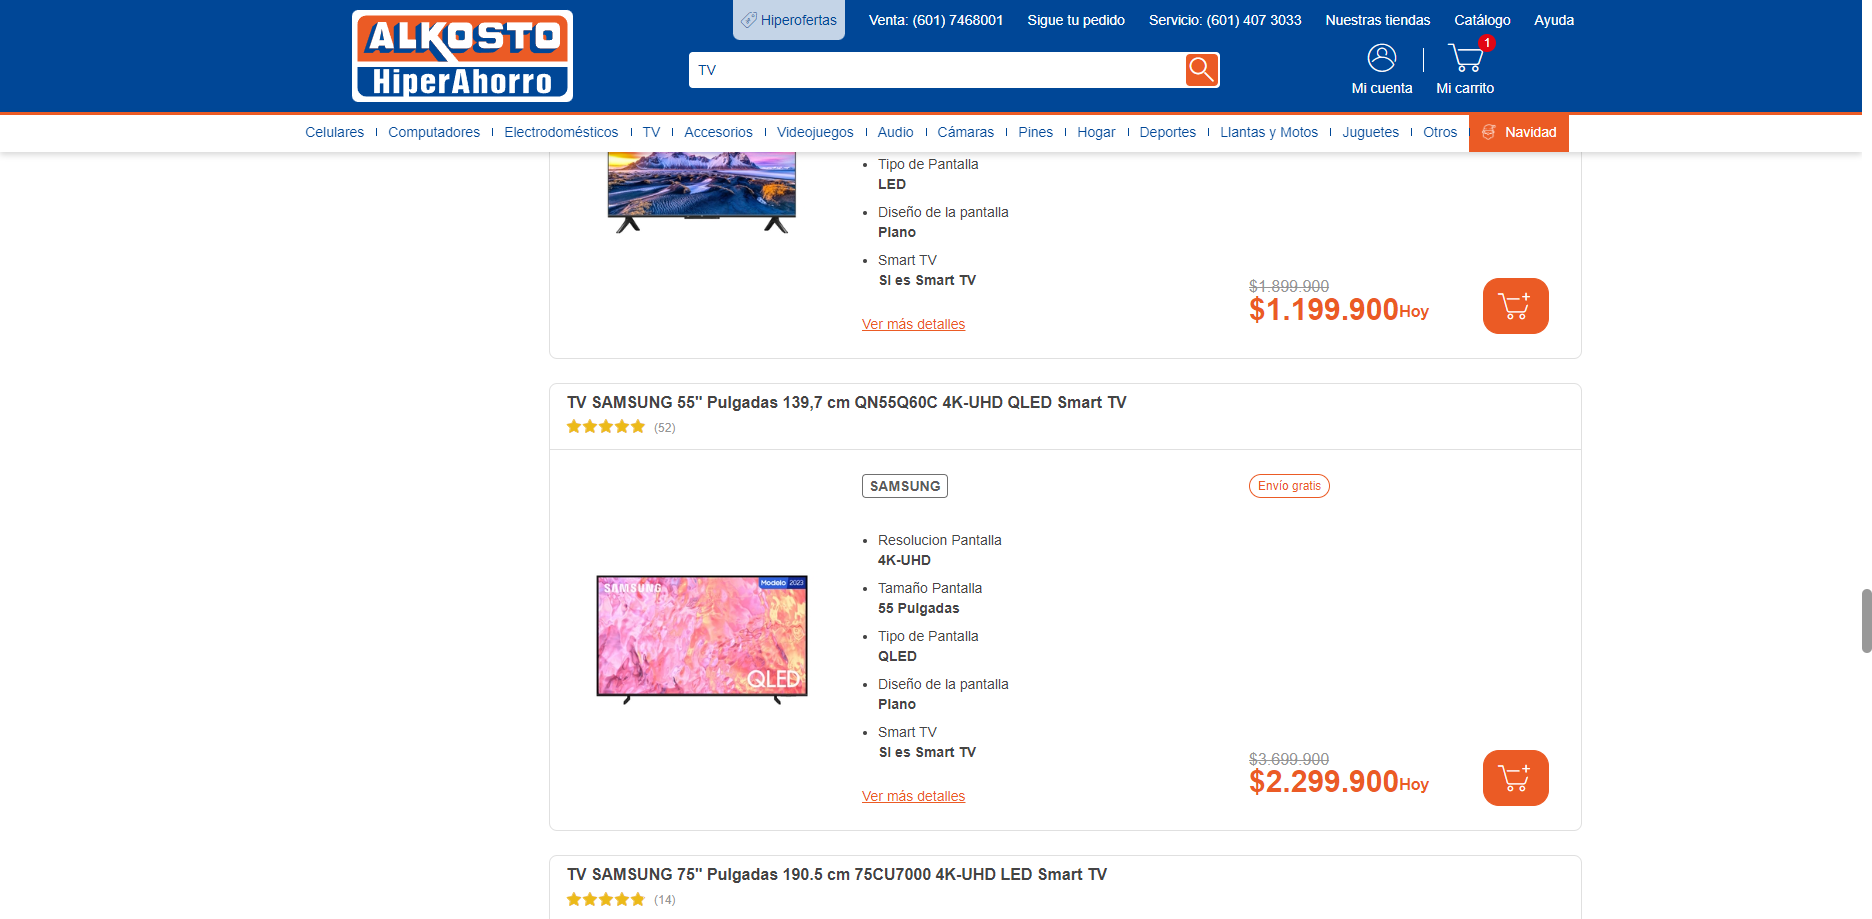 ALKOSTO
HiperAhorro
Hiperofertas
Venta: (601) 7468001
Sigue tu pedido
Servicio: (601) 407 3033
Nuestras tiendas
Catálogo
Ayuda
TV
1
Mi cuenta
Mi carrito
Celulares
Computadores
Electrodomésticos
TV
Accesorios
Videojuegos
Audio
Cámaras
Pines
Hogar
Deportes
Llantas y Motos
Juguetes
Otros
Navidad
Tipo de Pantalla
LED
Diseño de la pantalla
Plano
Smart TV
Si es Smart TV
$1.899.900
$1.199.900 Hoy
Ver más detalles
TV SAMSUNG 55" Pulgadas 139,7 cm QN55Q60C 4K-UHD QLED Smart TV
(52)
SAMSUNG
Envío gratis
Resolucion Pantalla
4K-UHD
Tamaño Pantalla
55 Pulgadas
Tipo de Pantalla
QLED
Diseño de la pantalla
Plano
Smart TV
Si es Smart TV
SAMSUNG
Modelo 2023
QLED
$3.699.900
$2.299.900 Hoy
Ver más detalles
TV SAMSUNG 75" Pulgadas 190.5 cm 75CU7000 4K-UHD LED Smart TV
(14)